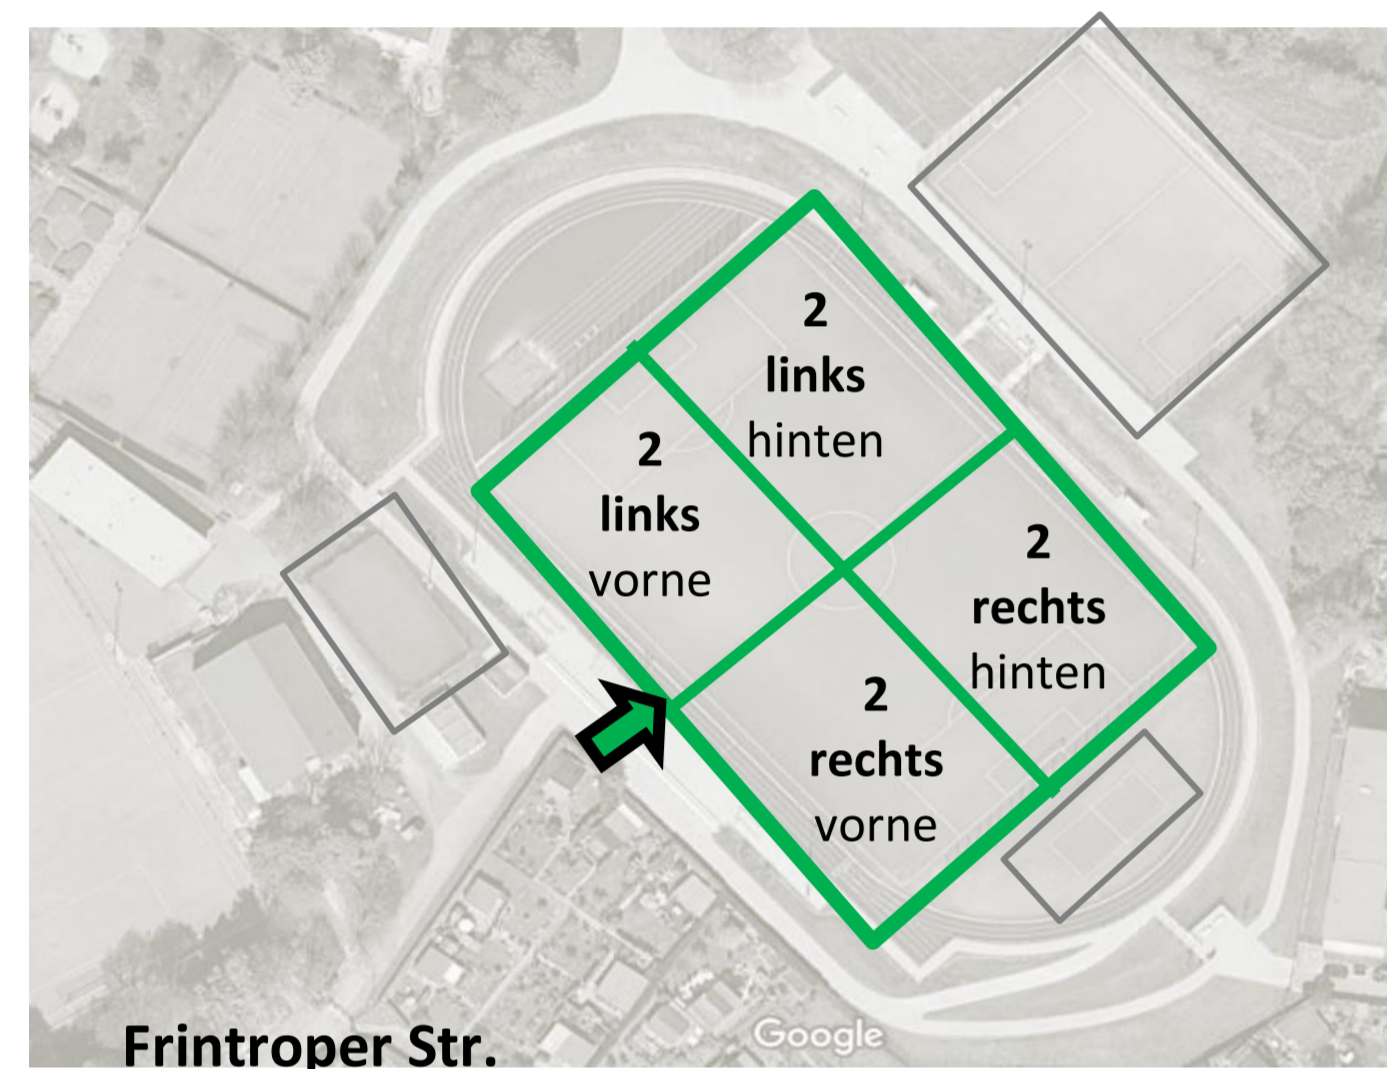 2
links
hinten
2
links
vorne
2
rechts
hinten
2
rechts
vorne
Google
Frintroper Str.